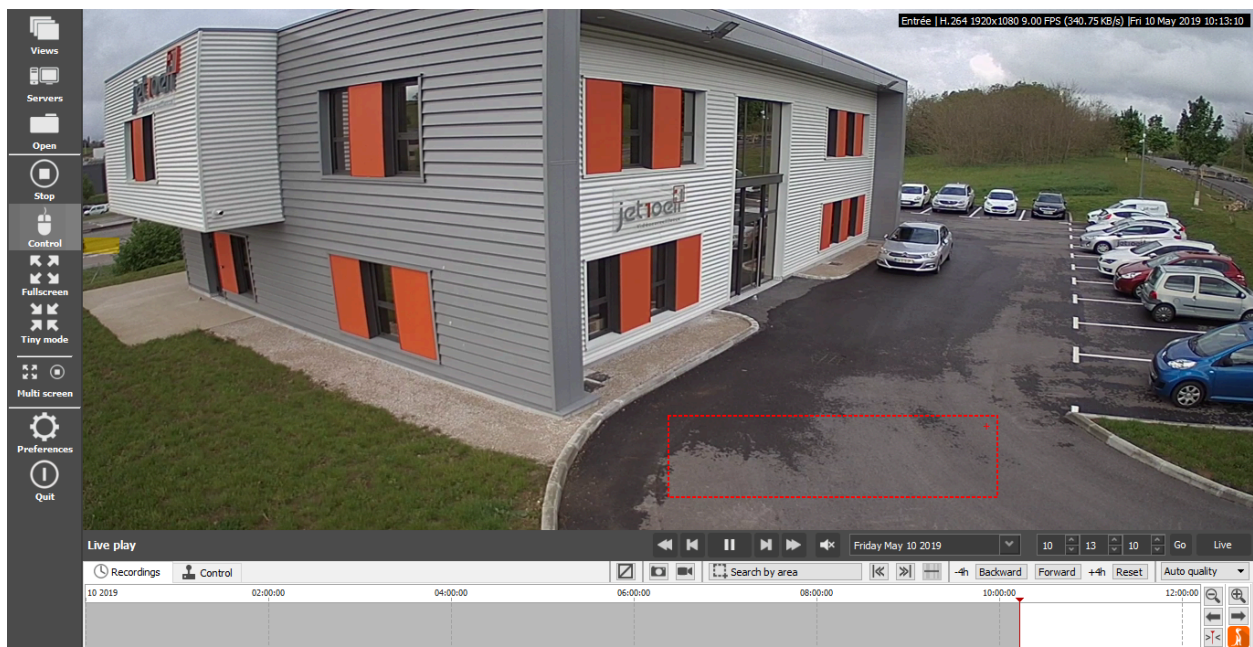 Entrée | H.264 1920x1080 9.00 FPS (340.75 KB/s) |Fri 10 May 2019 10:13:10
Views
Servers
Open
Stop
Control
Fullscreen
Tiny mode
Multi screen
Preferences
Quit
jet1oeil
jet1oeil
Live play
Friday May 10 2019
10
13
10
Go
Live
Recordings
Control
Search by area
-4h
Backward
Forward
+4h
Reset
Auto quality
10 2019
02:00:00
04:00:00
06:00:00
08:00:00
10:00:00
12:00:00